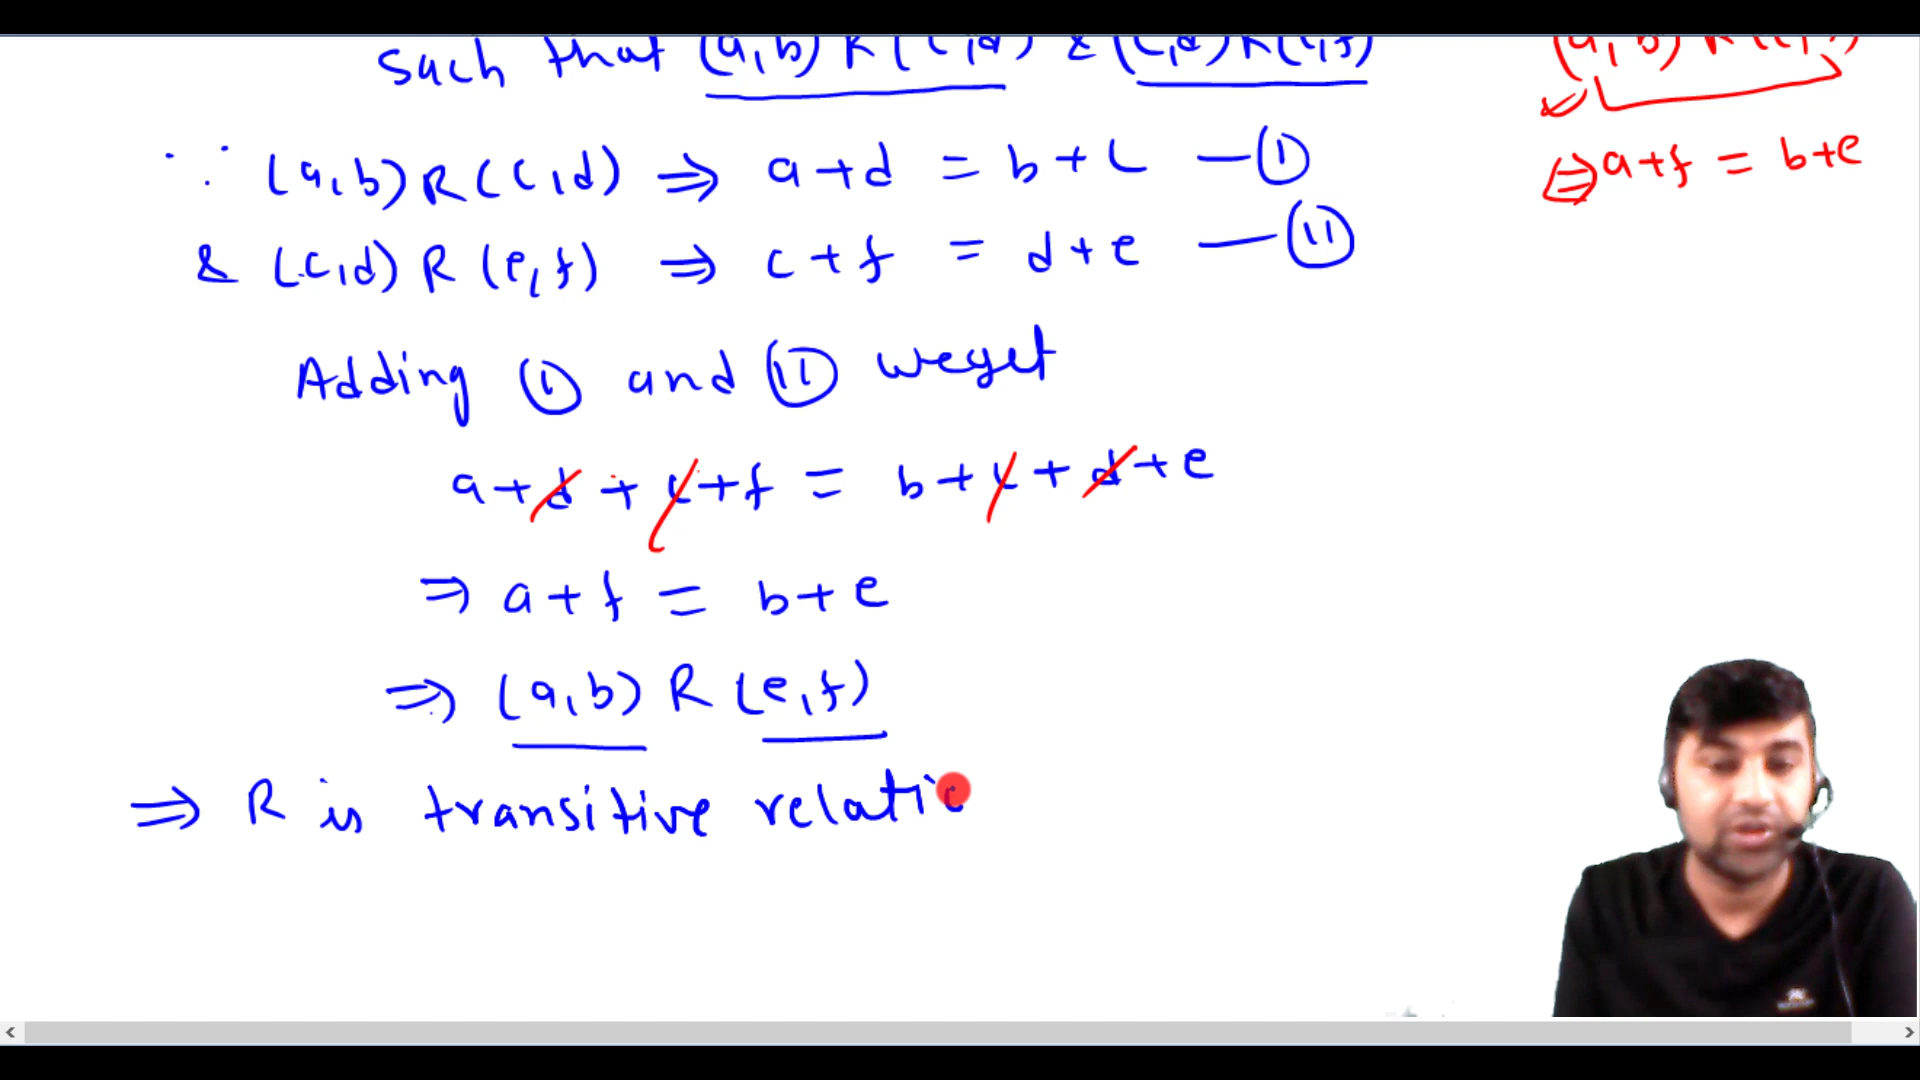 such that (a,b) R (c,d) & (c,d) R (e,f)
(a,b) R (e,f)
∵ (a,b) R (c,d) ⇒ a+d = b+c — (I)
⇔ a+f = b+e
& (c,d) R (e,f) ⇒ c+f = d+e — (II)
Adding (I) and (II) we get
a+d+c+f = b+c+d+e
⇒ a+f = b+e
⇒ (a,b) R (e,f)
⇒ R is transitive relatio